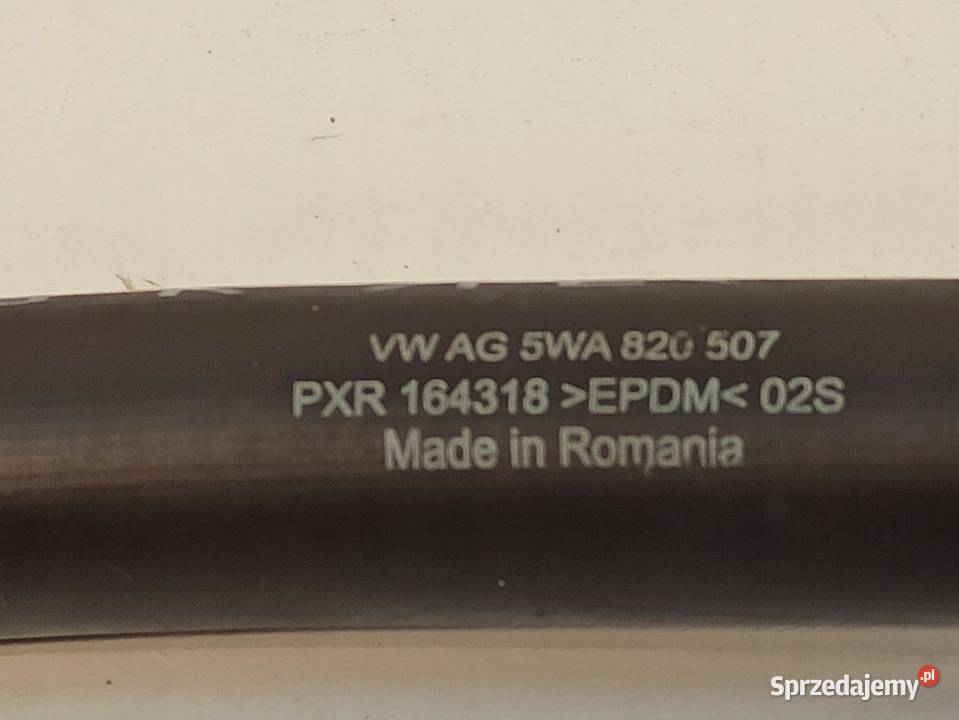 VW AG 5WA 820 507
PXR 164318 >EPDM< 02S
Made in Romania
Sprzedajemy.pl